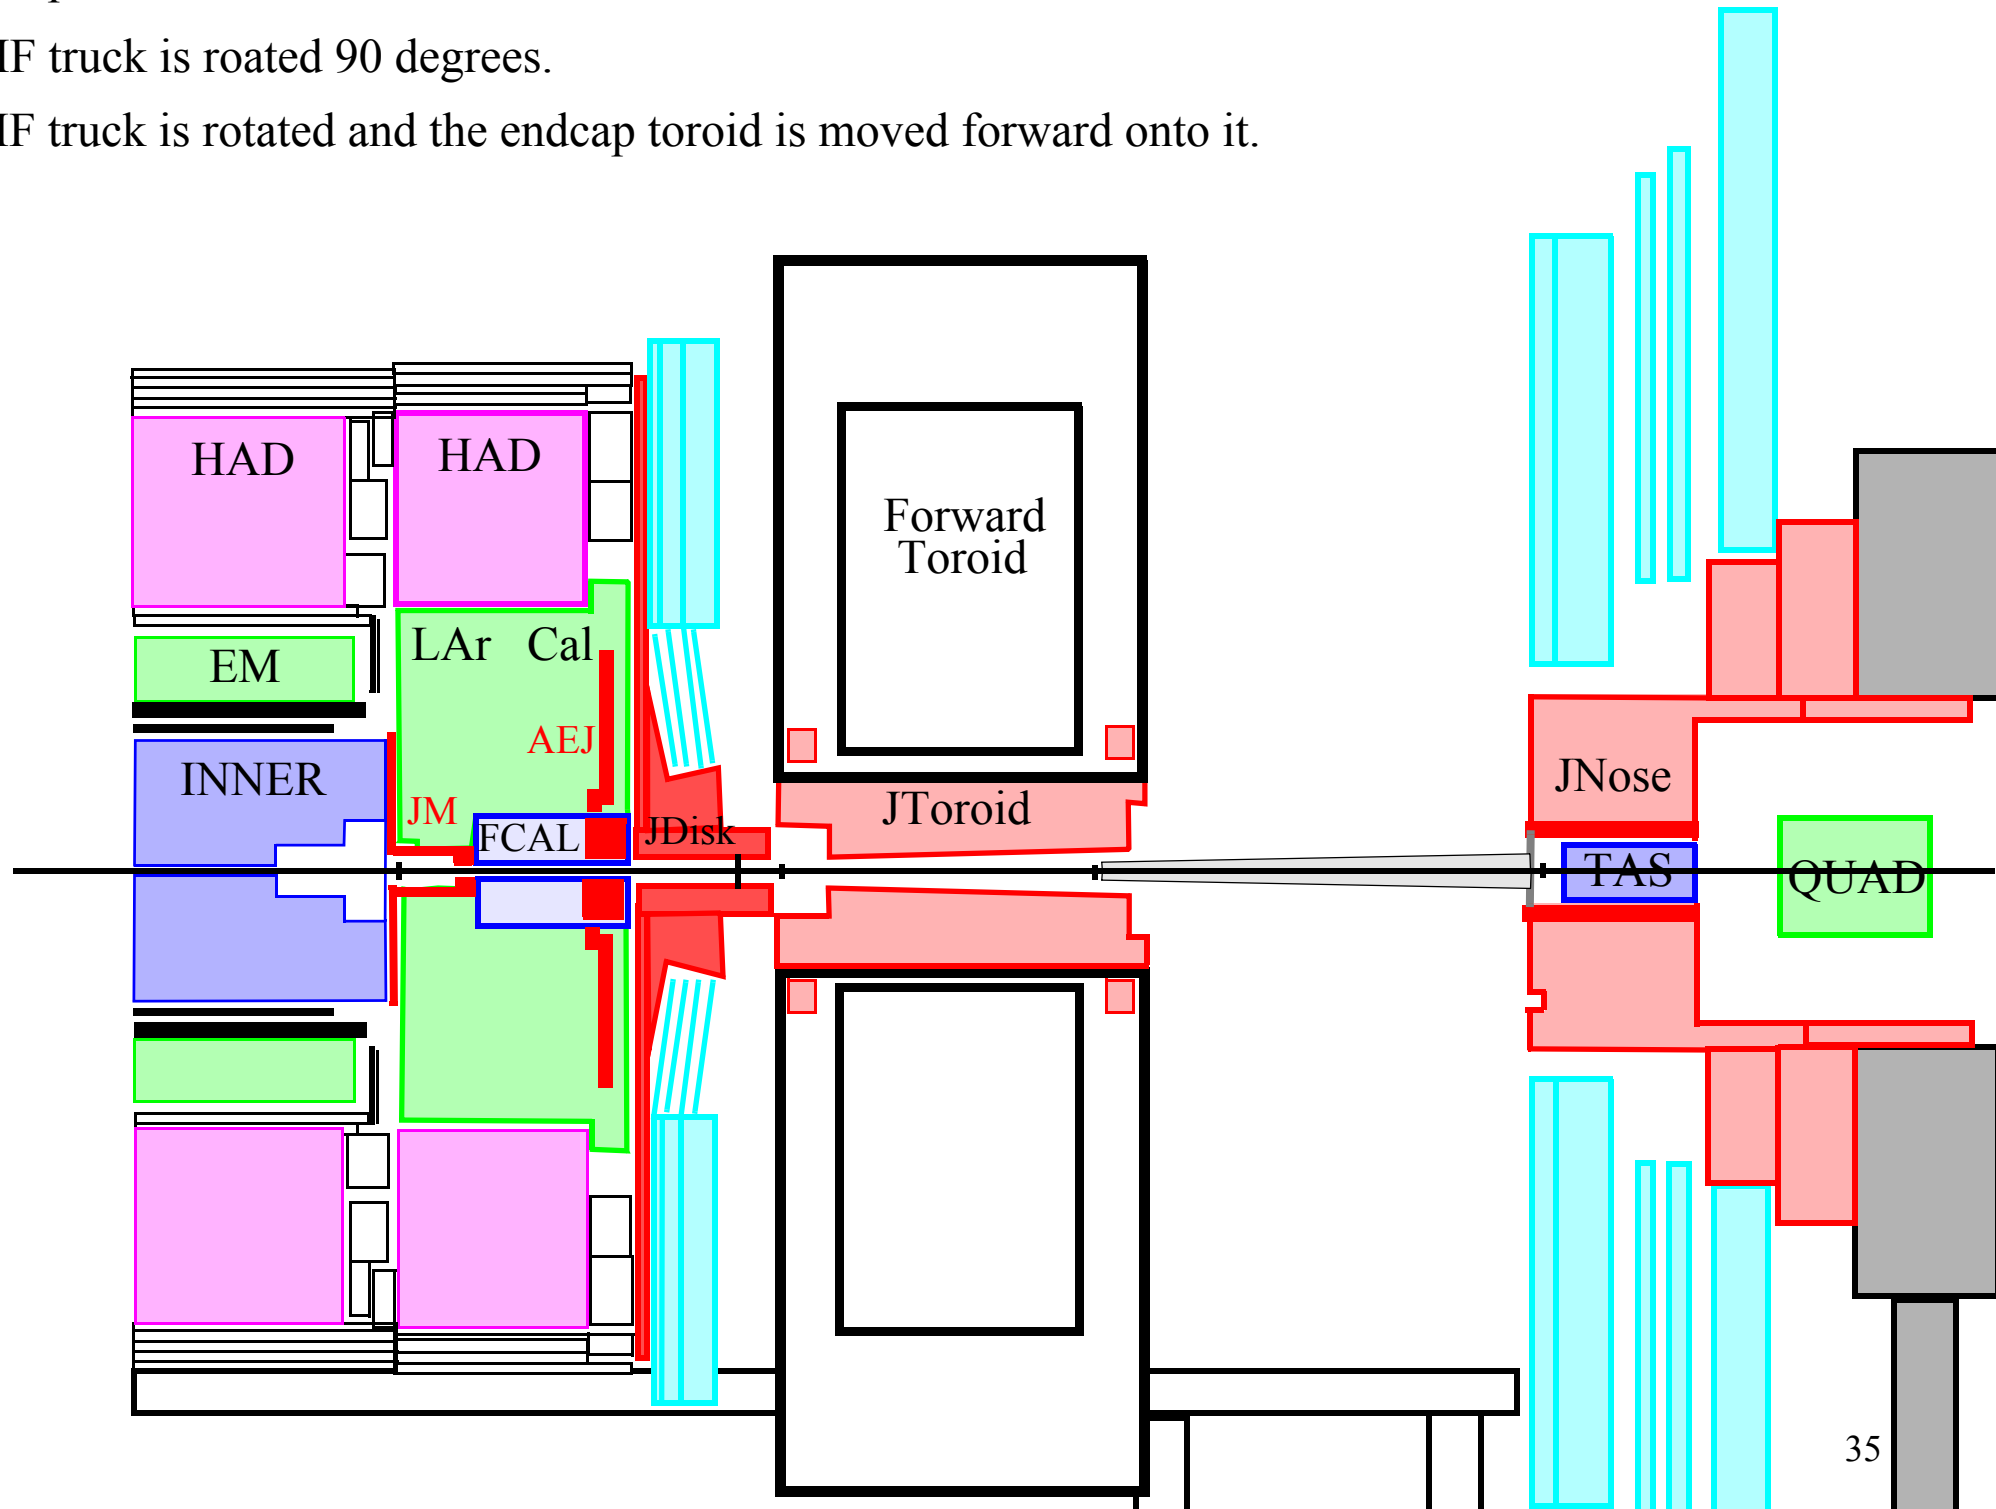 IF truck is roated 90 degrees.
IF truck is rotated and the endcap toroid is moved forward onto it.
HAD
HAD
Forward
Toroid
LAr Cal
EM
AEJ
INNER
JM
FCAL
JDisk
JToroid
JNose
TAS
QUAD
35